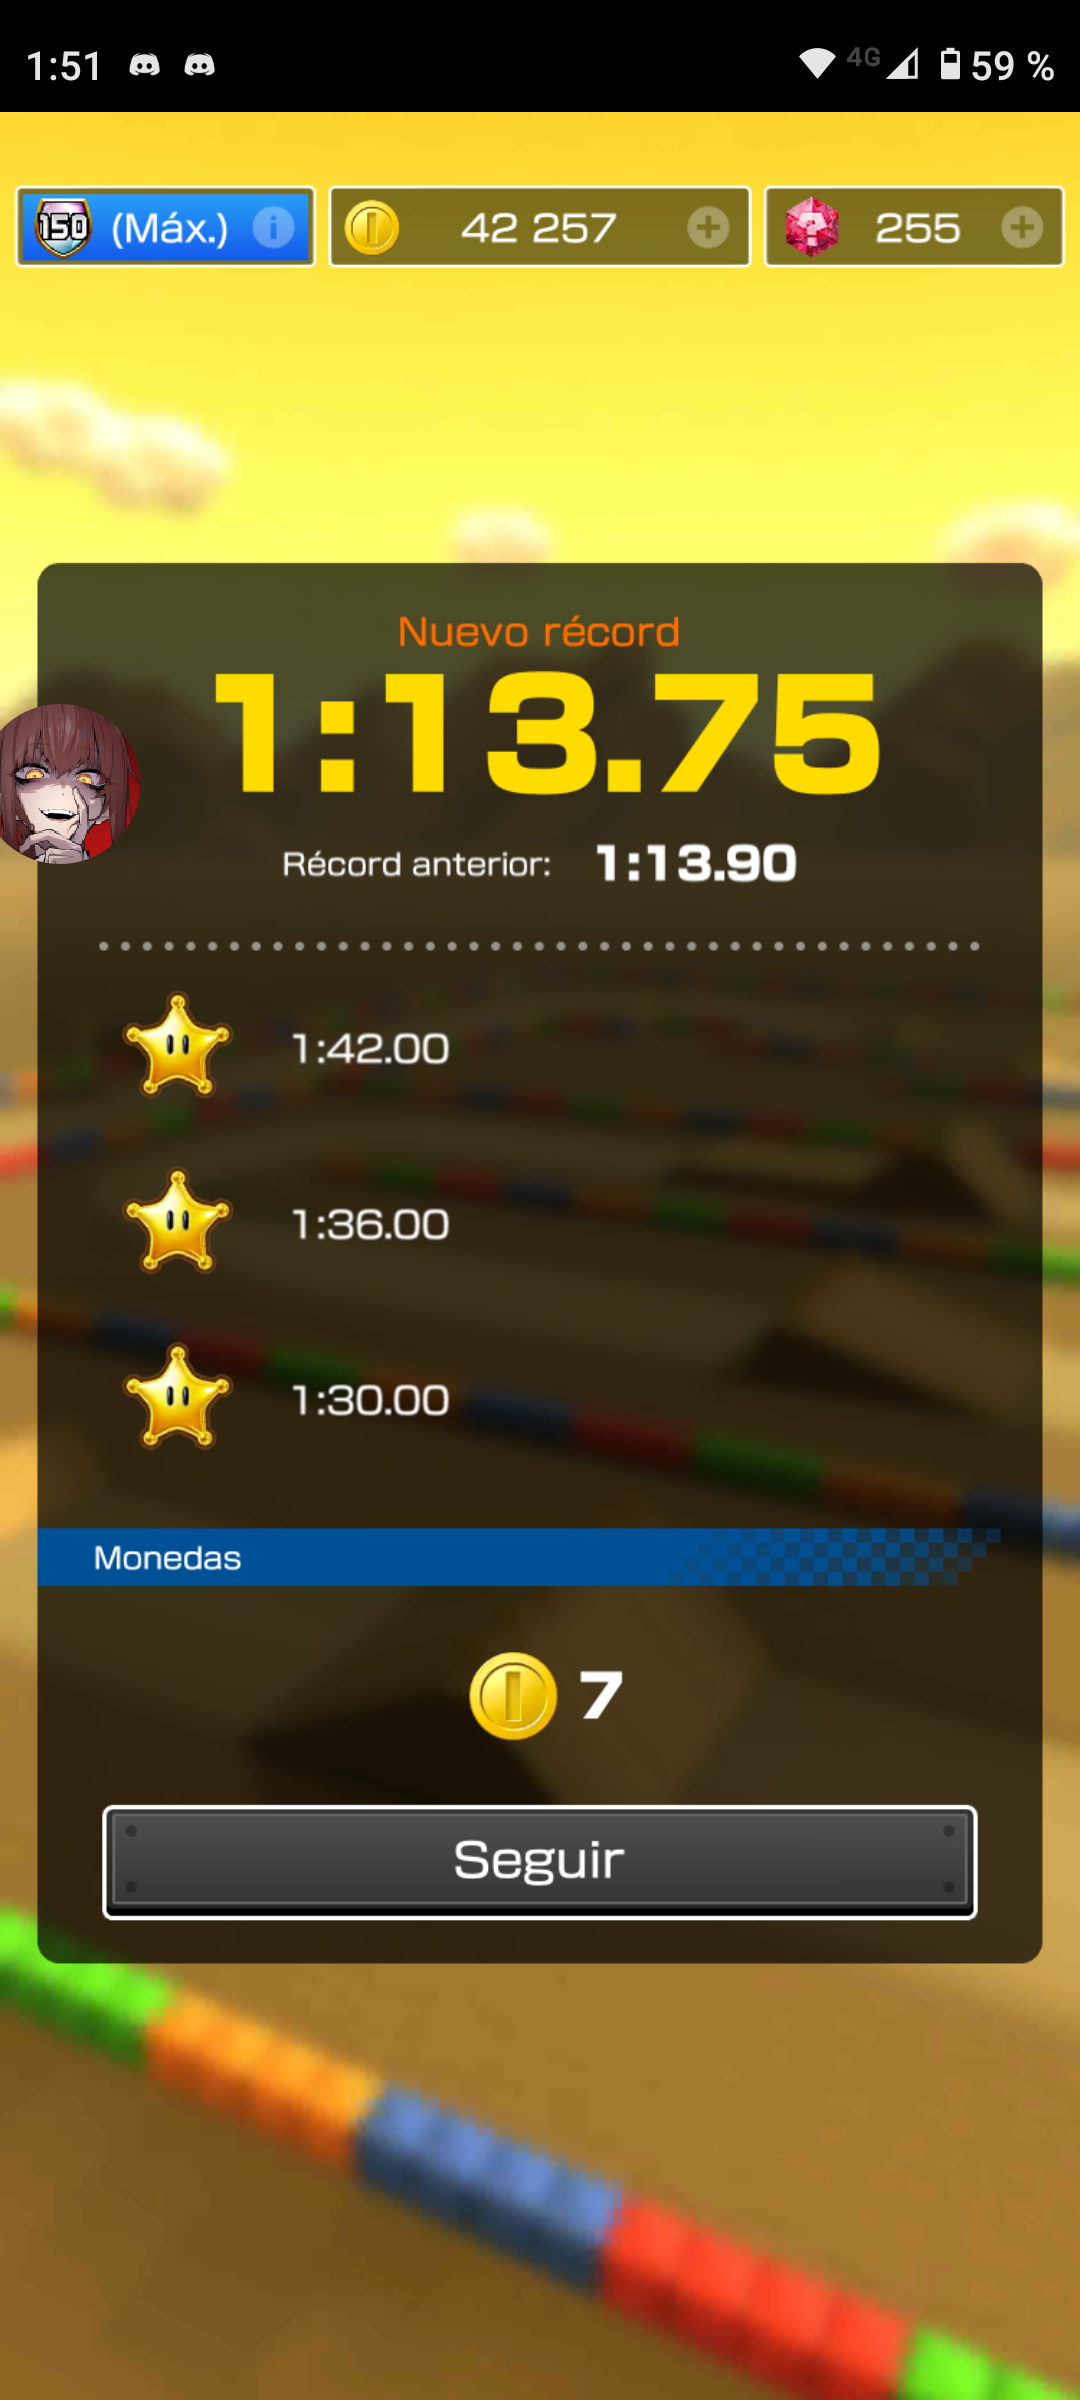 1:51 4G 59 %
150 (Máx.) 42 257 255
Nuevo récord
1:13.75
Récord anterior: 1:13.90
1:42.00
1:36.00
1:30.00
Monedas
7
Seguir